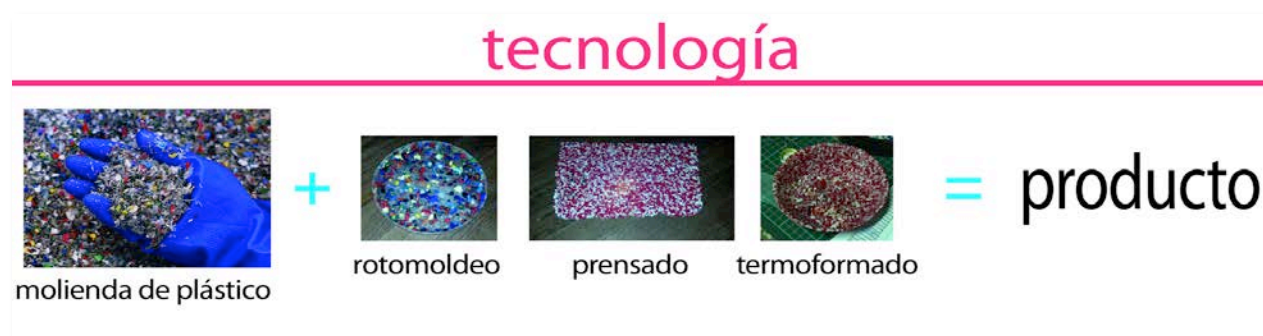 tecnología
+
=
producto
rotomoldeo
prensado
termoformado
molienda de plástico